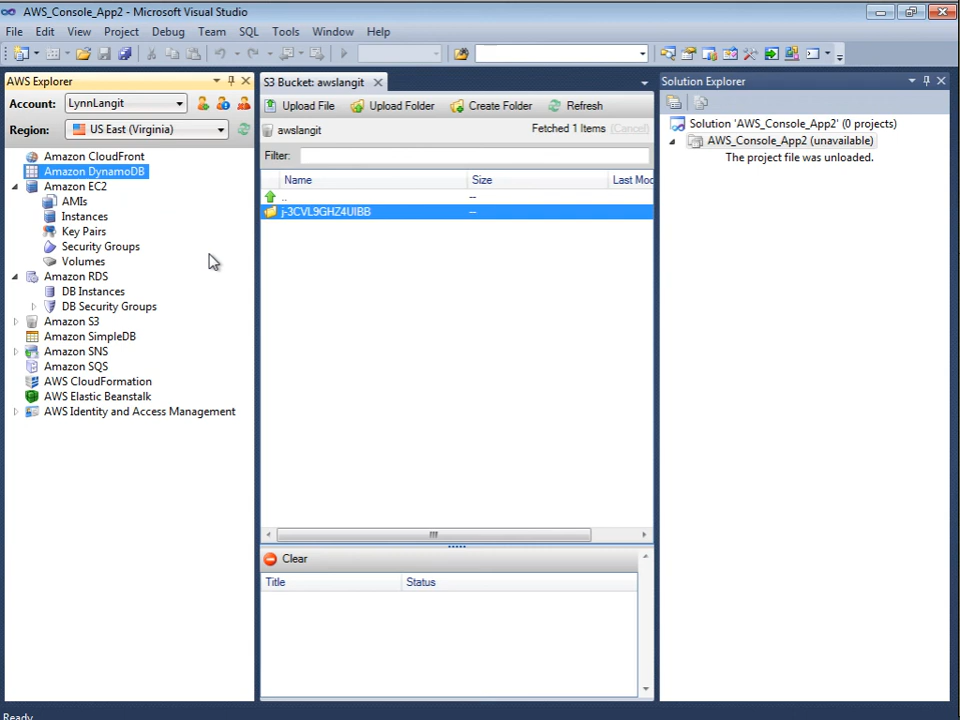 AWS_Console_App2 - Microsoft Visual Studio
File Edit View Project Debug Team SQL Tools Window Help
AWS Explorer
Account: LynnLangit
Region: US East (Virginia)
Amazon CloudFront
Amazon DynamoDB
Amazon EC2
AMIs
Instances
Key Pairs
Security Groups
Volumes
Amazon RDS
DB Instances
DB Security Groups
Amazon S3
Amazon SimpleDB
Amazon SNS
Amazon SQS
AWS CloudFormation
AWS Elastic Beanstalk
AWS Identity and Access Management
S3 Bucket: awslangit
Upload File Upload Folder Create Folder Refresh
awslangit Fetched 1 Items (Cancel)
Filter:
Name Size Last Mod
.. --
j-3CVL9GHZ4UIBB --
Clear
Title Status
Solution Explorer
Solution 'AWS_Console_App2' (0 projects)
AWS_Console_App2 (unavailable)
The project file was unloaded.
Ready